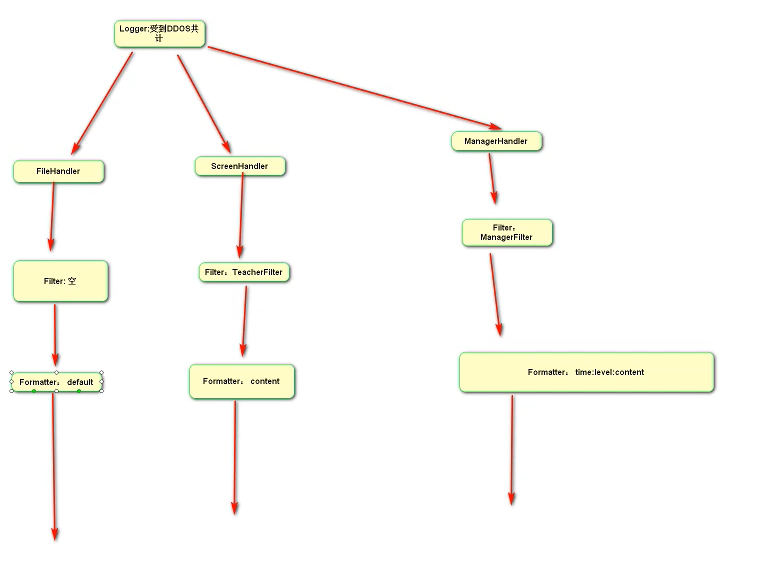 Logger:受到DDOS共
计
FileHandler
ScreenHandler
ManagerHandler
Filter: 空
Filter：TeacherFilter
Filter：
ManagerFilter
Formatter： default
Formatter： content
Formatter： time:level:content